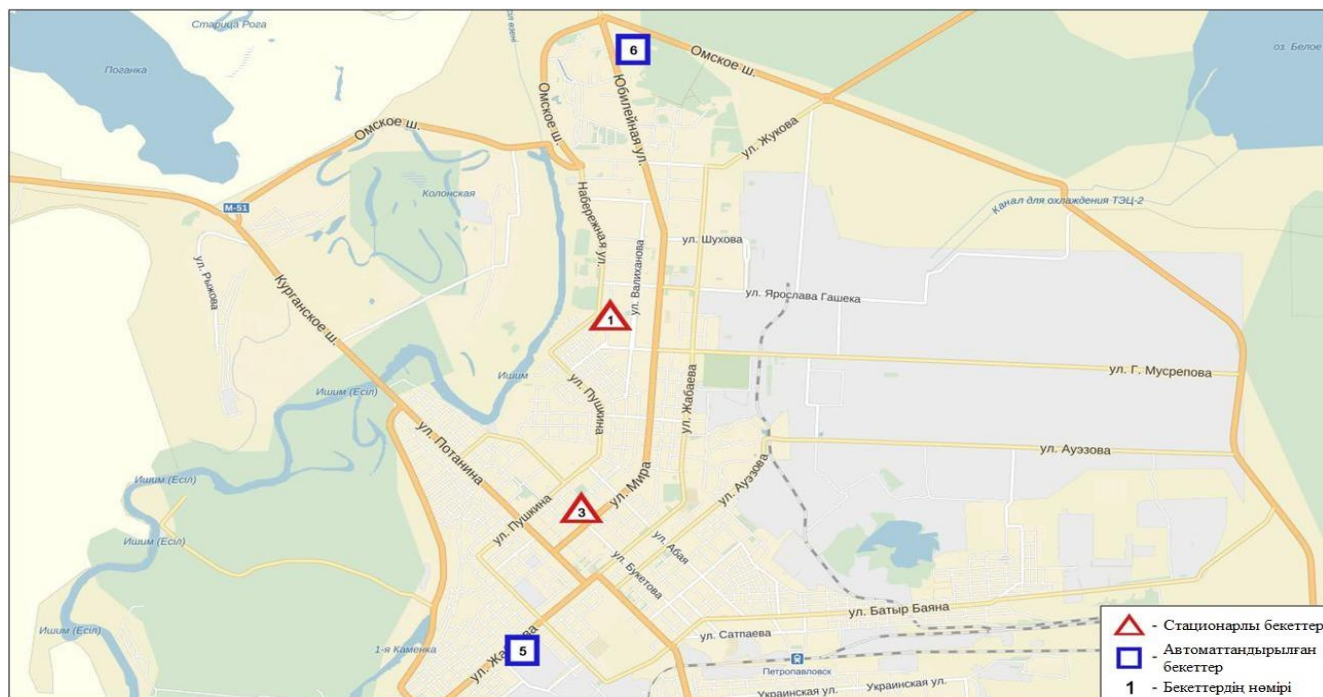 Старица Рога
Поганка
6
Омское ш.
оз. Белое
Юбилейная ул.
Омское ш.
Омское ш.
ул. Жукова
Колонская
М-51
Набережная ул.
Канал для охлаждения ТЭЦ-2
ул. Рыжкова
ул. Шухова
ул. Валиханова
Курганское ш.
ул. Ярослава Гашека
1
Ишим
ул. Г. Мусрепова
Ишим (Есіл)
Ишим (Есіл)
ул. Пушкина
ул. Жабаева
ул. Потанина
ул. Ауэзова
Ишим (Есіл)
ул. Мира
ул. Ауэзова
3
ул. Пушкина
Ишим (Есіл)
ул. Абая
ул. Букетова
ул. Батыр Баяна
Ишим (Есіл)
ул. Сатпаева
1-я Каменка
5
Петропавловск
Украинская ул.
Украинская ул.
- Стационарлы бекеттер
- Автоматтандырылған
бекеттер
1 - Бекеттердің нөмірі